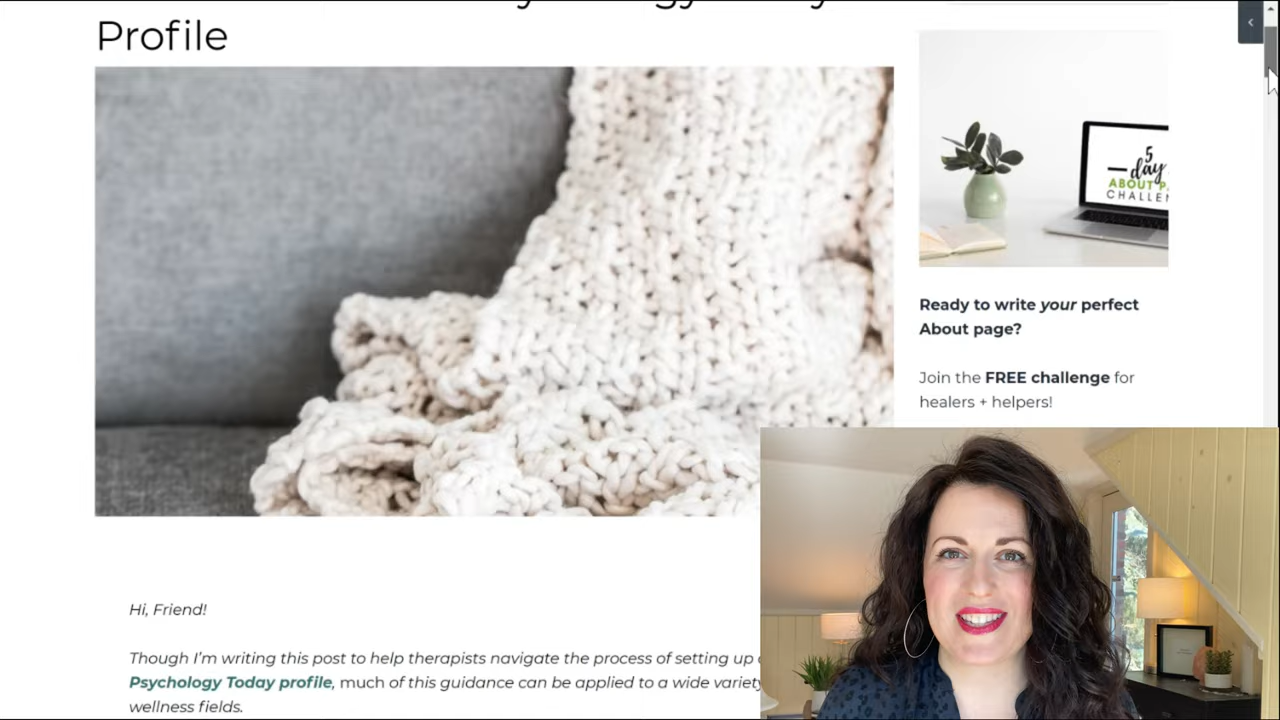 Profile
5
day
ABOUT P
CHALLEN
Ready to write your perfect
About page?
Join the FREE challenge for
healers + helpers!
Hi, Friend!
Though I'm writing this post to help therapists navigate the process of setting up
Psychology Today profile, much of this guidance can be applied to a wide variety
wellness fields.